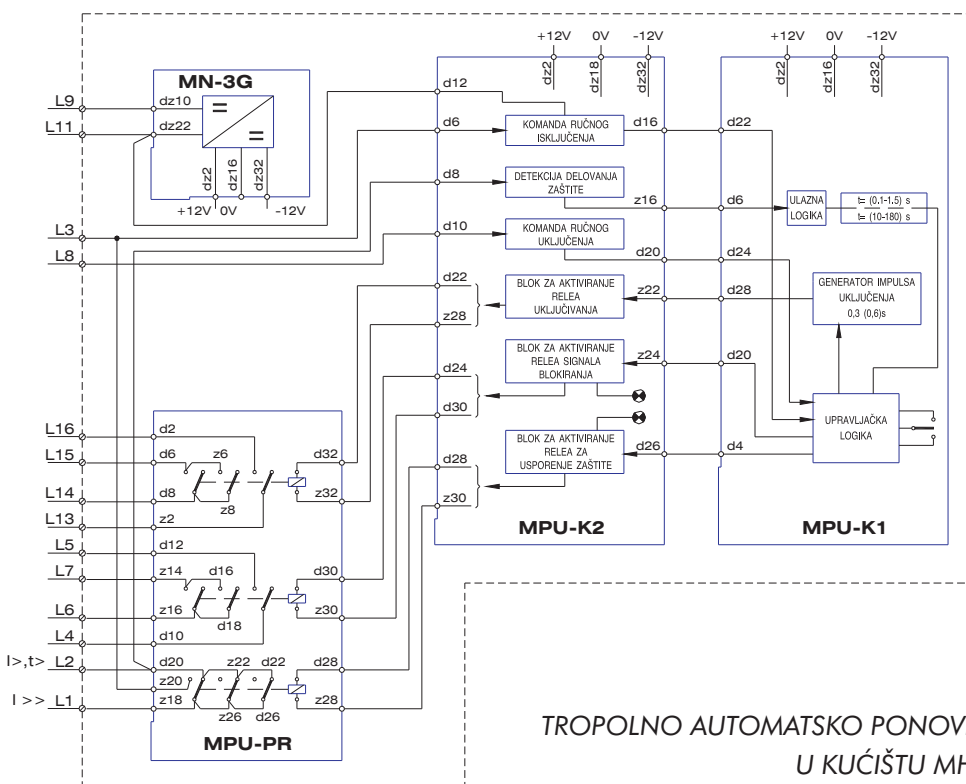 +12V 0V -12V
dz2 dz18 dz32
+12V 0V -12V
dz2 dz16 dz32
MN-3G
L9 dz10
L11 dz22
dz2 dz16 dz32
+12V 0V -12V
L3
L8
d12
d6 KOMANDA RUČNOG
ISKLJUČENJA
d16 d22
d8 DETEKCIJA DELOVANJA
ZAŠTITE
z16 d6
ULAZNA
LOGIKA
t= (0.1-1.5) s
t= (10-180) s
d10 KOMANDA RUČNOG
UKLJUČENJA
d20 d24
d22 BLOK ZA AKTIVIRANJE
RELEA
UKLJUČIVANJA
z28
z22 d28
GENERATOR IMPULSA
UKLJUČENJA
0,3 (0,6)s
BLOK ZA AKTIVIRANJE
RELEA SIGNALA
BLOKIRANJA
d24
d30
z24 d20
UPRAVLJAČKA
LOGIKA
BLOK ZA AKTIVIRANJE
RELEA ZA
USPORENJE ZAŠTITE
d28
z30
d26 d4
MPU-K2
MPU-K1
L16 d2
L15 d6 z6 d32
L14 d8 z8 z32
L13 z2
L5 d12
L7 z14 d16 d30
L6 z16 d18 z30
L4 d10
I>,t> L2 d20 z22 d22 d28
z20
I >> L1 z18 z26 d26 z28
MPU-PR
TROPOLNO AUTOMATSKO PONOV
U KUĆIŠTU MH